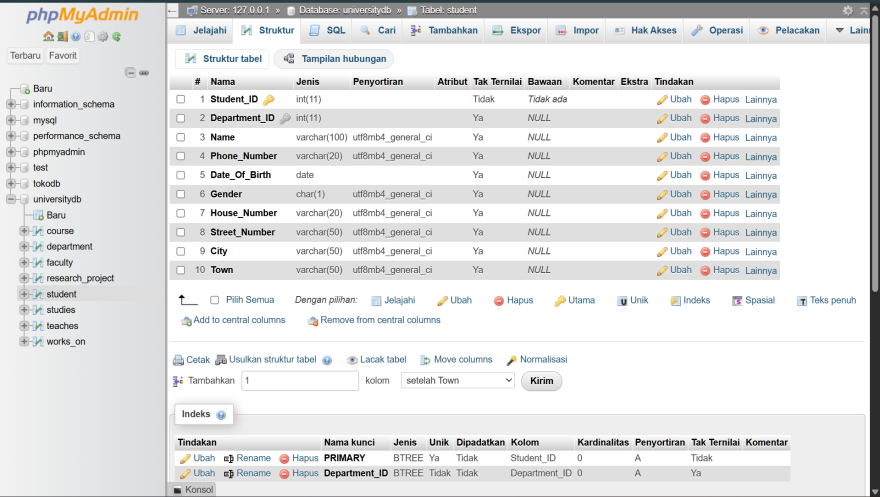 phpMyAdmin
Terbaru Favorit
Baru
information_schema
mysql
performance_schema
phpmyadmin
test
tokodb
universitydb
Baru
course
department
faculty
research_project
student
studies
teaches
works_on
Server: 127.0.0.1 » Database: universitydb » Tabel: student
Jelajahi Struktur SQL Cari Tambahkan Ekspor Impor Hak Akses Operasi Pelacakan Lain
Struktur tabel Tampilan hubungan
# Nama Jenis Penyortiran Atribut Tak Ternilai Bawaan Komentar Ekstra Tindakan
1 Student_ID int(11) Tidak Tidak ada Ubah Hapus Lainnya
2 Department_ID int(11) Ya NULL Ubah Hapus Lainnya
3 Name varchar(100) utf8mb4_general_ci Ya NULL Ubah Hapus Lainnya
4 Phone_Number varchar(20) utf8mb4_general_ci Ya NULL Ubah Hapus Lainnya
5 Date_Of_Birth date Ya NULL Ubah Hapus Lainnya
6 Gender char(1) utf8mb4_general_ci Ya NULL Ubah Hapus Lainnya
7 House_Number varchar(20) utf8mb4_general_ci Ya NULL Ubah Hapus Lainnya
8 Street_Number varchar(50) utf8mb4_general_ci Ya NULL Ubah Hapus Lainnya
9 City varchar(50) utf8mb4_general_ci Ya NULL Ubah Hapus Lainnya
10 Town varchar(50) utf8mb4_general_ci Ya NULL Ubah Hapus Lainnya
Pilih Semua Dengan pilihan: Jelajahi Ubah Hapus Utama Unik Indeks Spasial Teks penuh
Add to central columns Remove from central columns
Cetak Usulkan struktur tabel Lacak tabel Move columns Normalisasi
Tambahkan 1 kolom setelah Town Kirim
Indeks
Tindakan Nama kunci Jenis Unik Dipadatkan Kolom Kardinalitas Penyortiran Tak Ternilai Komentar
Ubah Rename Hapus PRIMARY BTREE Ya Tidak Student_ID 0 A Tidak
Ubah Rename Hapus Department_ID BTREE Tidak Tidak Department_ID 0 A Ya
Konsol